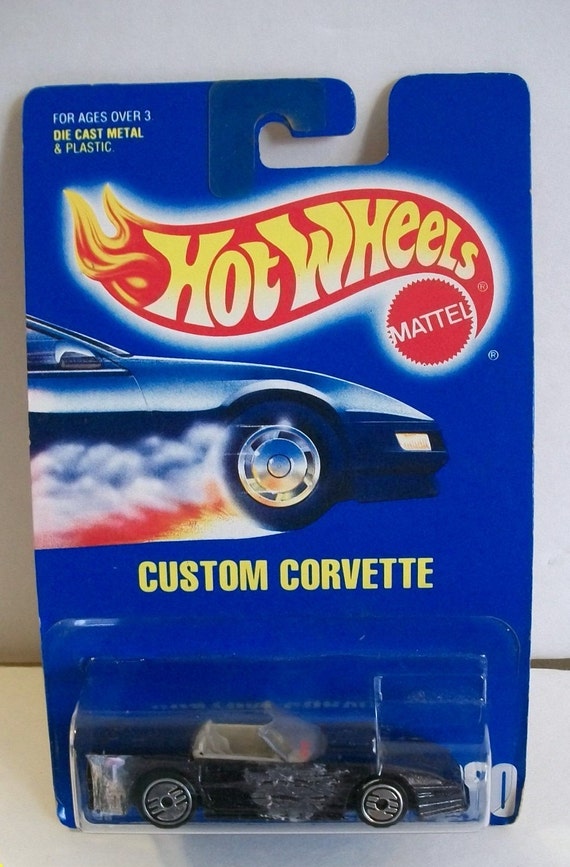 FOR AGES OVER 3
DIE CAST METAL
& PLASTIC.
HOT WHEELS
®
MATTEL
®
CUSTOM CORVETTE